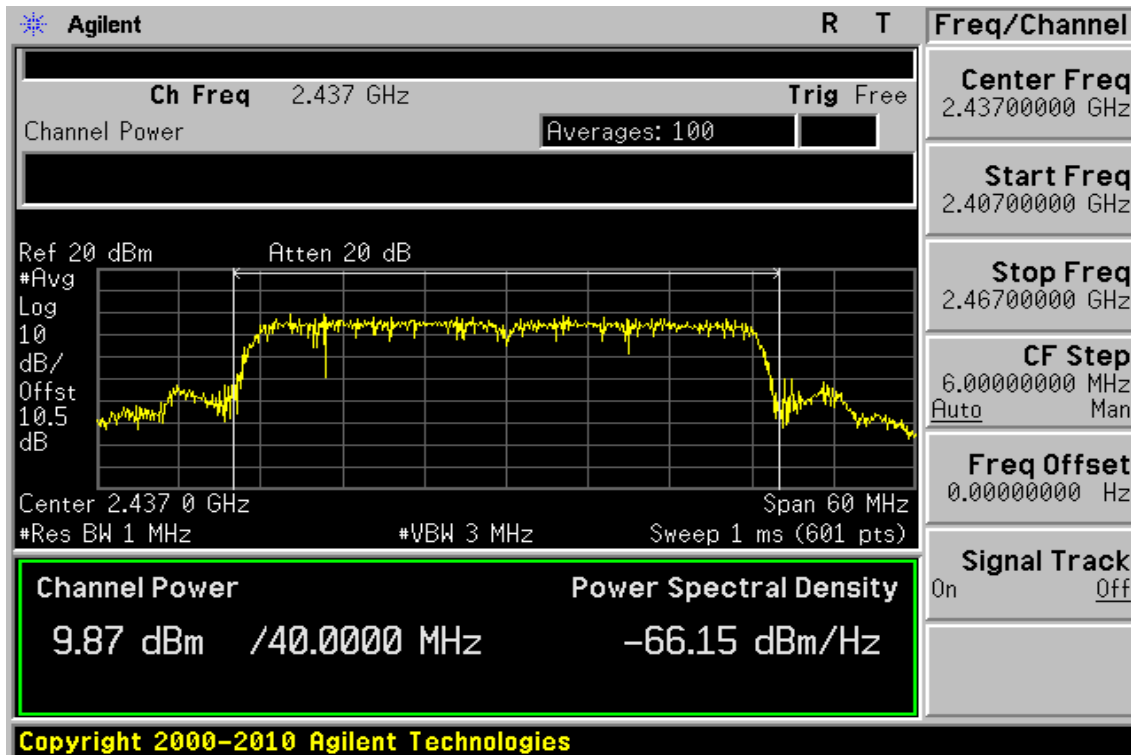 Agilent R T
Ch Freq 2.437 GHz Trig Free
Channel Power Averages: 100
Ref 20 dBm Atten 20 dB
#Avg
Log
10
dB/
Offst
10.5
dB
Center 2.437 0 GHz Span 60 MHz
#Res BW 1 MHz #VBW 3 MHz Sweep 1 ms (601 pts)
Channel Power Power Spectral Density
9.87 dBm /40.0000 MHz -66.15 dBm/Hz
Copyright 2000-2010 Agilent Technologies
Freq/Channel
Center Freq
2.43700000 GHz
Start Freq
2.40700000 GHz
Stop Freq
2.46700000 GHz
CF Step
6.00000000 MHz
Auto Man
Freq Offset
0.00000000 Hz
Signal Track
On Off